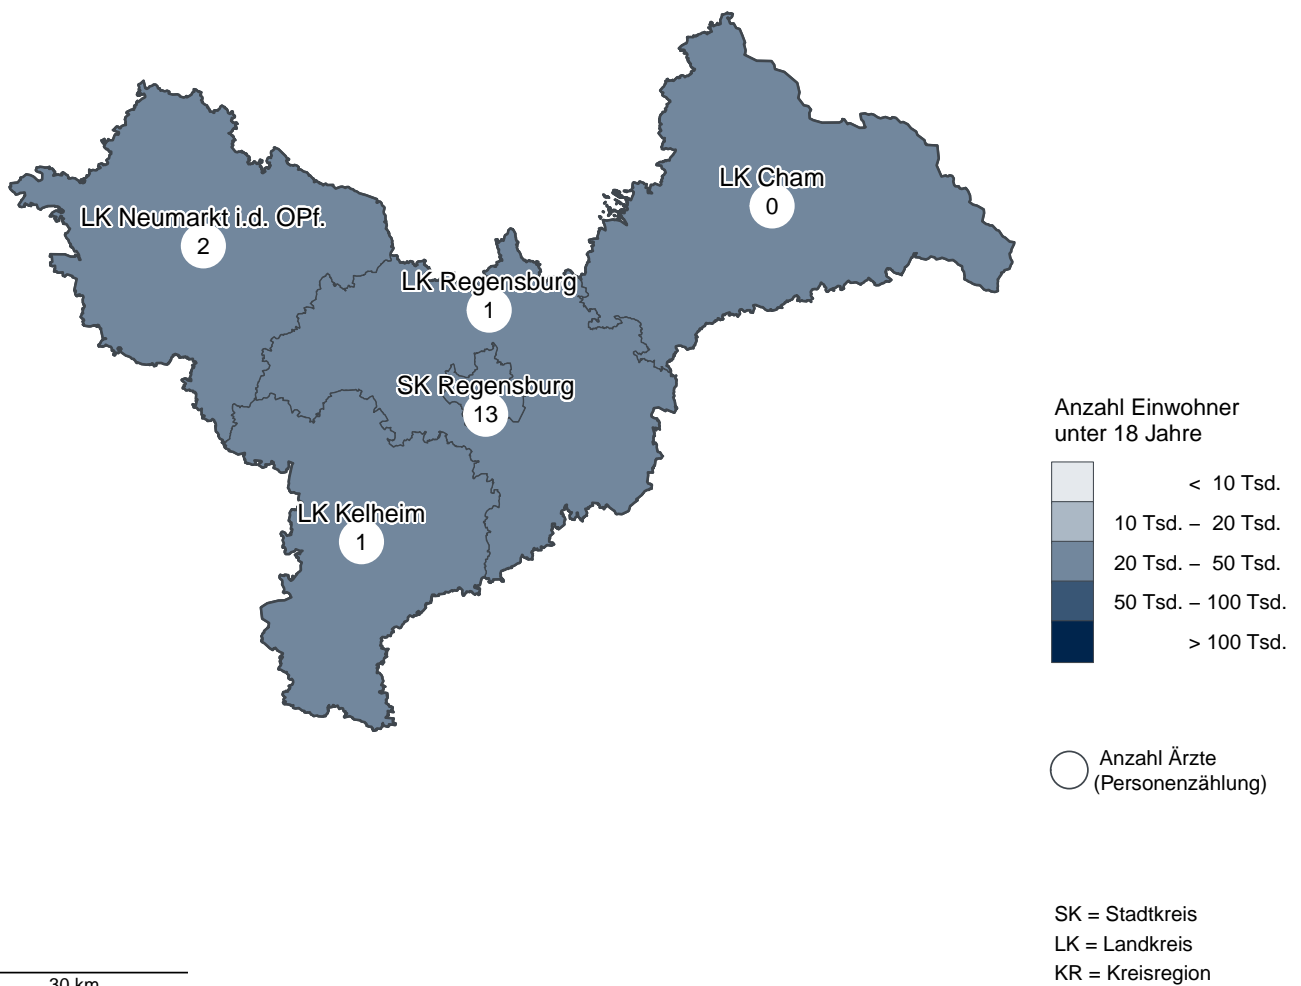 LK Cham
0
LK Neumarkt i.d. OPf.
2
LK Regensburg
1
SK Regensburg
13
LK Kelheim
1
Anzahl Einwohner
unter 18 Jahre
< 10 Tsd.
10 Tsd. – 20 Tsd.
20 Tsd. – 50 Tsd.
50 Tsd. – 100 Tsd.
> 100 Tsd.
Anzahl Ärzte
(Personenzählung)
SK = Stadtkreis
LK = Landkreis
KR = Kreisregion
30 km